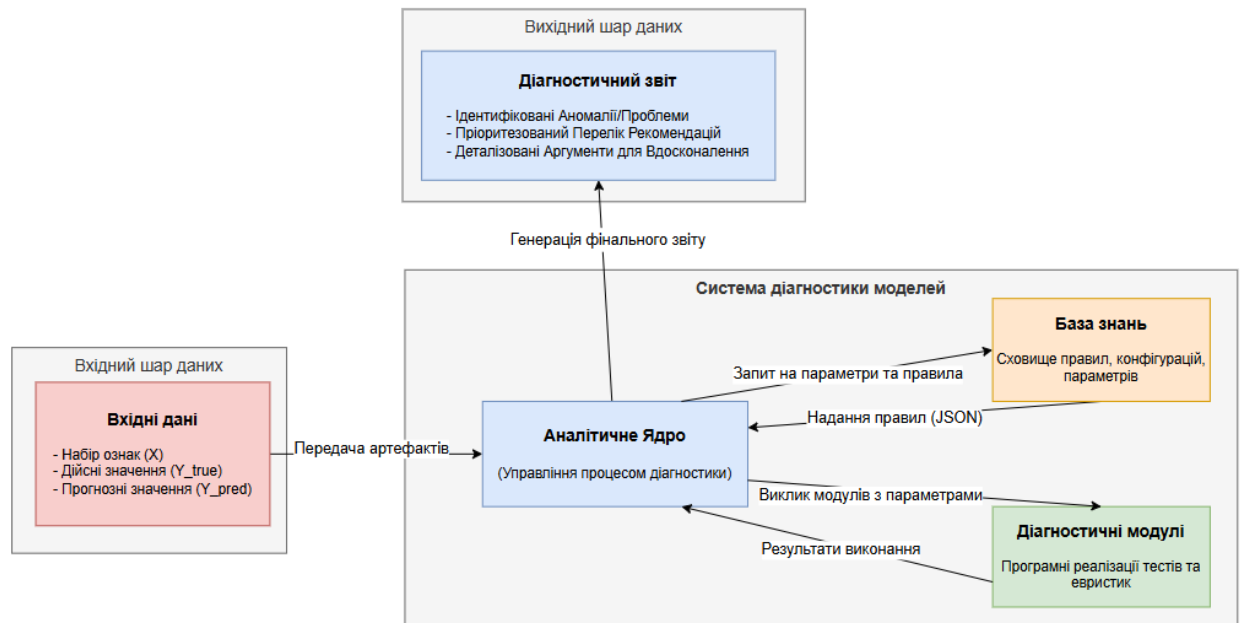 Вихідний шар даних
Діагностичний звіт
- Ідентифіковані Аномалії/Проблеми
- Пріоритезований Перелік Рекомендацій
- Деталізовані Аргументи для Вдосконалення
Генерація фінального звіту
Система діагностики моделей
База знань
Сховище правил, конфігурацій,
параметрів
Вхідний шар даних
Вхідні дані
- Набір ознак (X)
- Дійсні значення (Y_true)
- Прогнозні значення (Y_pred)
Передача артефактів
Запит на параметри та правила
Надання правил (JSON)
Аналітичне Ядро
(Управління процесом діагностики)
Виклик модулів з параметрами
Результати виконання
Діагностичні модулі
Програмні реалізації тестів та
евристик